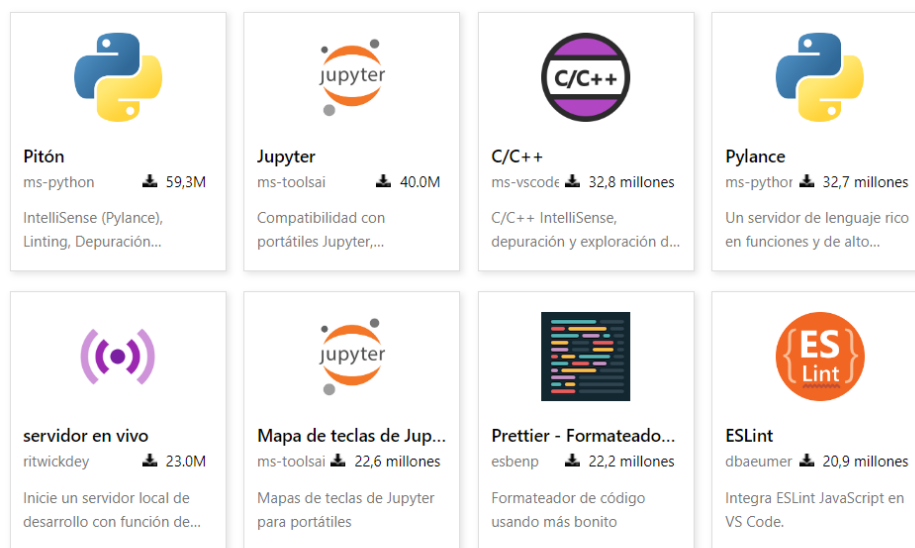 jupyter
C/C++
Pitón
ms-python 59,3M
IntelliSense (Pylance),
Linting, Depuración...
Jupyter
ms-toolsai 40.0M
Compatibilidad con
portátiles Jupyter,...
C/C++
ms-vscode 32,8 millones
C/C++ IntelliSense,
depuración y exploración d...
Pylance
ms-python 32,7 millones
Un servidor de lenguaje rico
en funciones y de alto...
jupyter
ES
Lint
servidor en vivo
ritwickdey 23.0M
Inicie un servidor local de
desarrollo con función de...
Mapa de teclas de Jup...
ms-toolsai 22,6 millones
Mapas de teclas de Jupyter
para portátiles
Prettier - Formateado...
esbenp 22,2 millones
Formateador de código
usando más bonito
ESLint
dbaeumer 20,9 millones
Integra ESLint JavaScript en
VS Code.